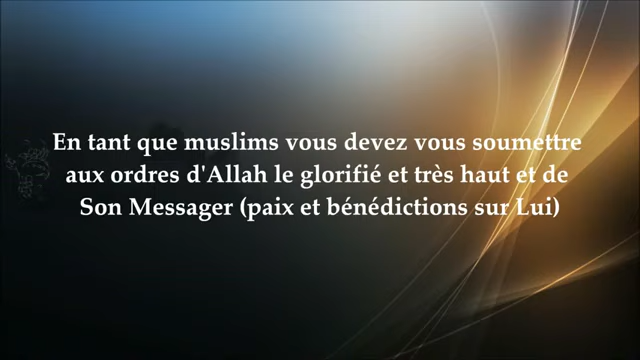 En tant que muslims vous devez vous soumettre
aux ordres d'Allah le glorifié et très haut et de
Son Messager (paix et bénédictions sur Lui)